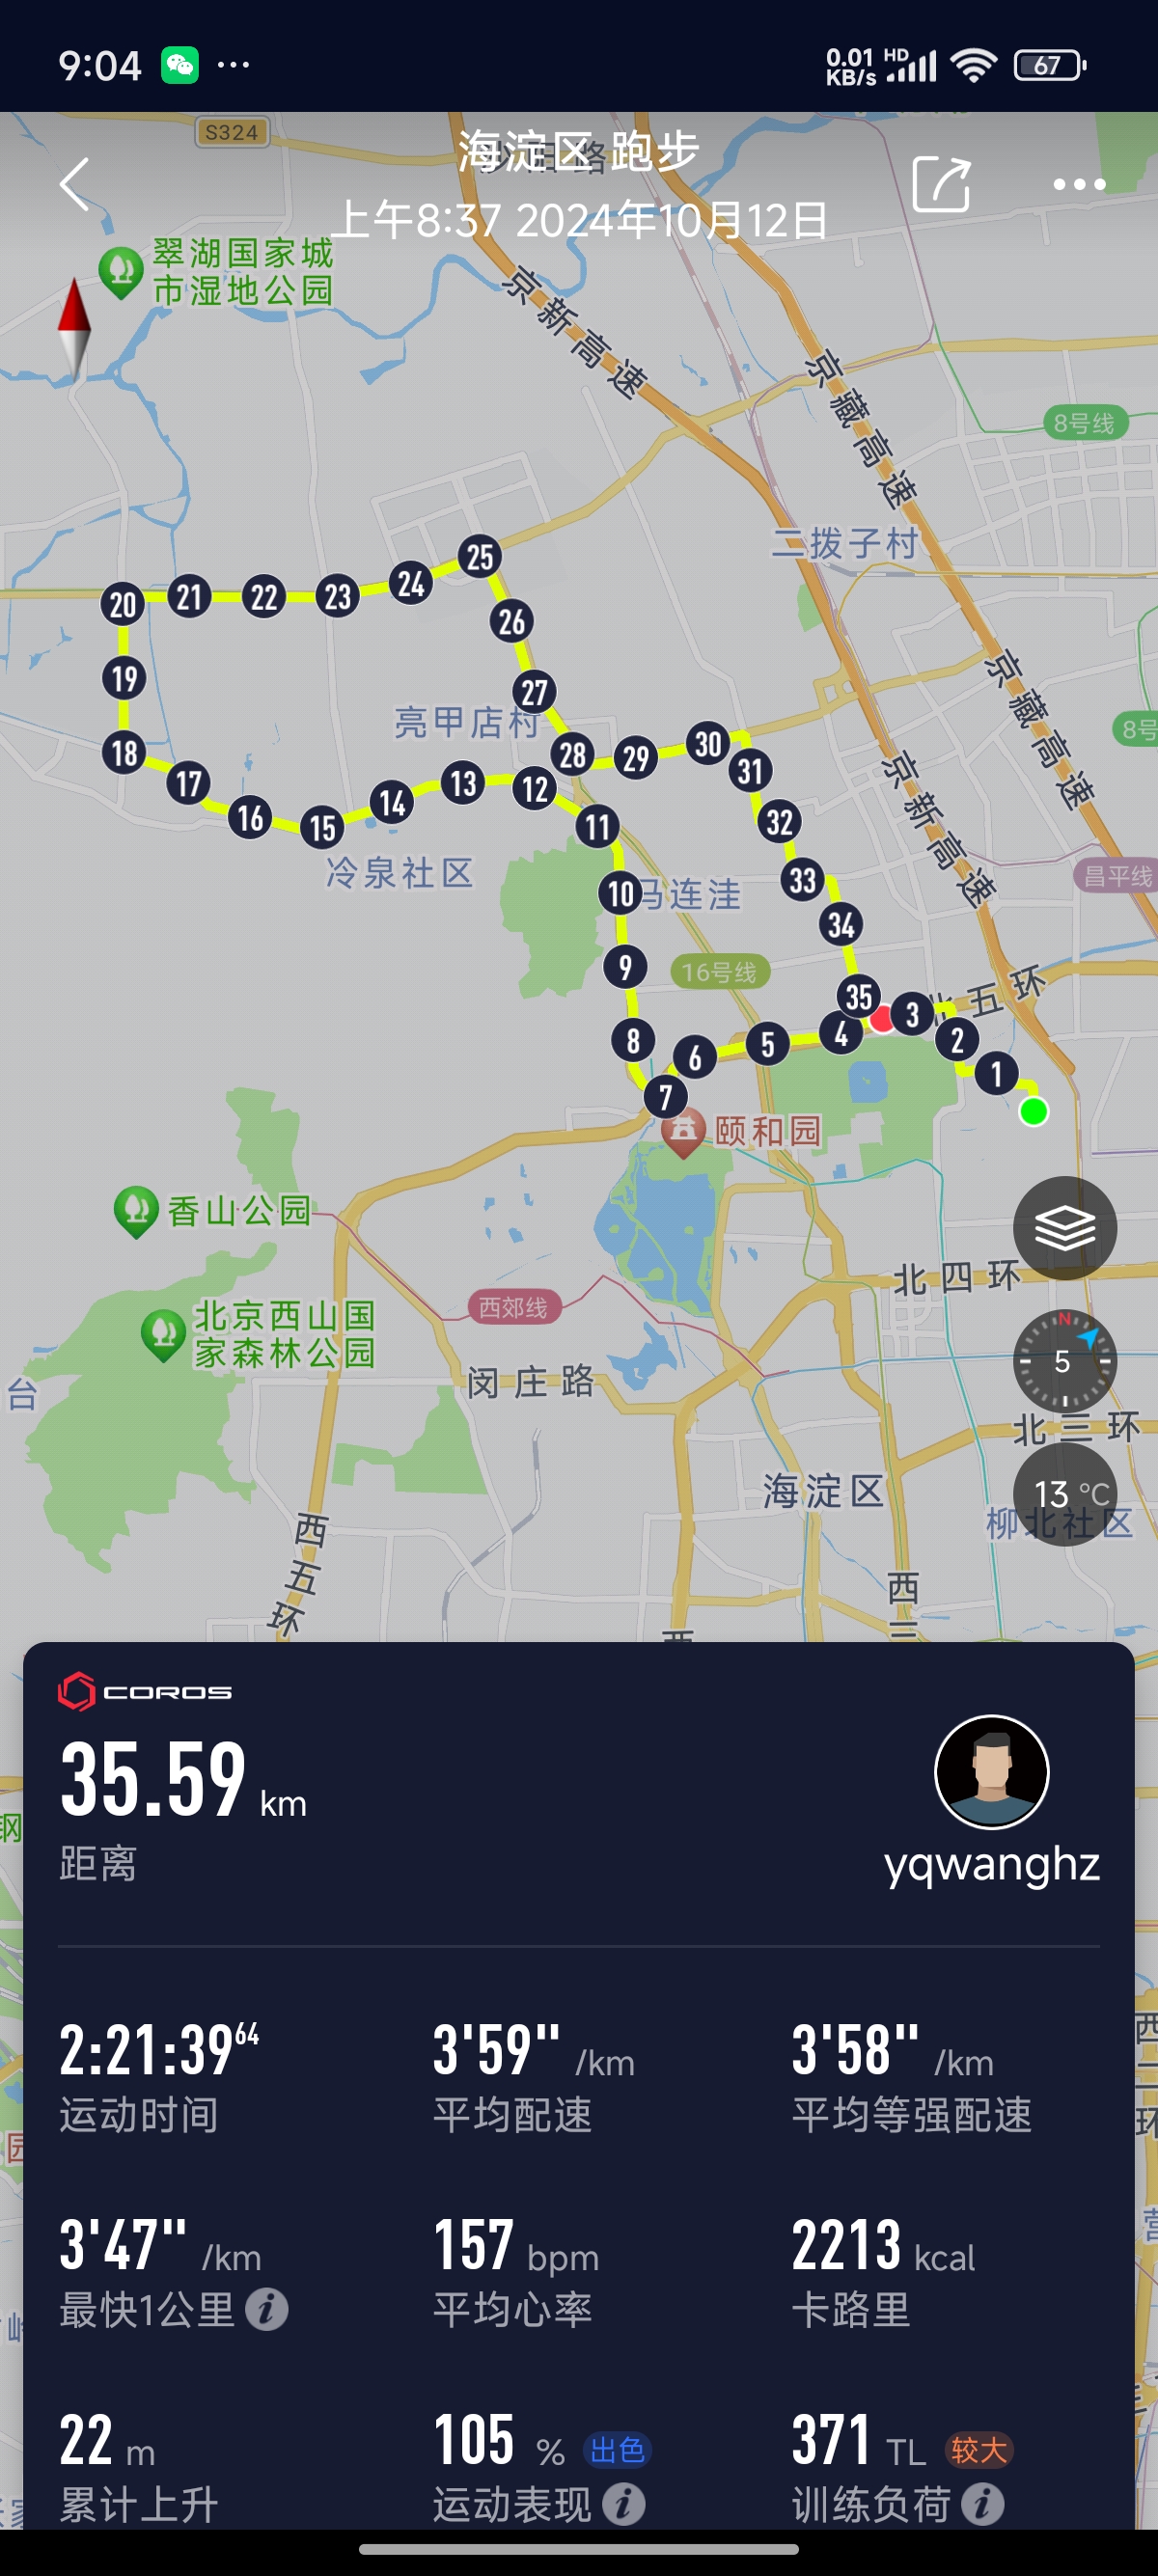 9:04
0.01 KB/s HD 67
S324
海淀区 跑步
上午8:37 2024年10月12日
翠湖国家城
市湿地公园
京新高速
京藏高速
8号线
二拨子村
25
24
20 21 22 23
26
19
27
京藏高速
亮甲店村
8号
18
28 29 30
31
京新高速
17
13 12
16
14
15
11
32
冷泉社区
33
昌平线
10
马连洼
34
9
16号线
北五环
35 3
8
6 5 4
2
7
1
颐和园
香山公园
北四环
西郊线
北京西山国
家森林公园
N
5
台
闵庄路
北三环
海淀区
13 °C
柳北社区
西五环
西三
COROS
35.59 km
距离
yqwanghz
2:21:39 64
运动时间
3'59" /km
平均配速
3'58" /km
平均等强配速
3'47" /km
最快1公里
157 bpm
平均心率
2213 kcal
卡路里
22 m
累计上升
105 % 出色
运动表现
371 TL 较大
训练负荷